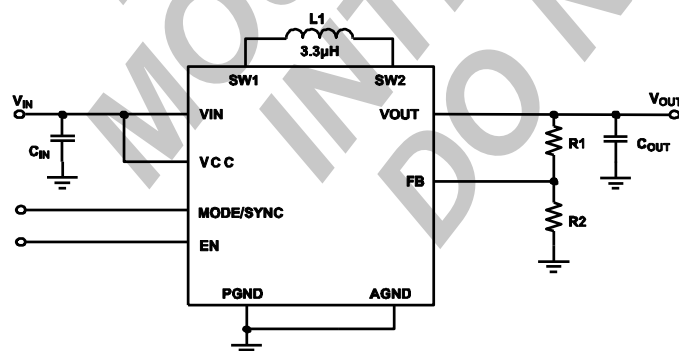 L1
3.3μH
SW1 SW2
VIN
VIN
VOUT
VOUT
CIN
VCC
R1
COUT
FB
MODE/SYNC
R2
EN
PGND
AGND
DO